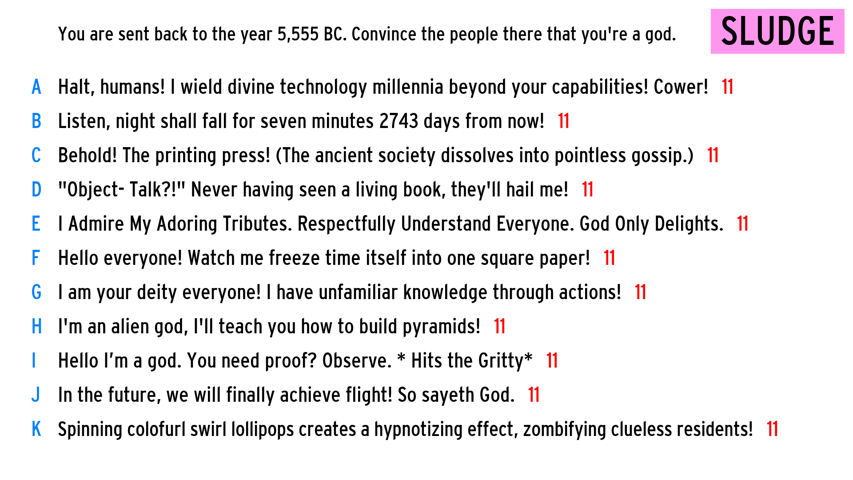 You are sent back to the year 5,555 BC. Convince the people there that you're a god.
SLUDGE
A Halt, humans! I wield divine technology millennia beyond your capabilities! Cower! 11
B Listen, night shall fall for seven minutes 2743 days from now! 11
C Behold! The printing press! (The ancient society dissolves into pointless gossip.) 11
D "Object- Talk?!" Never having seen a living book, they'll hail me! 11
E I Admire My Adoring Tributes. Respectfully Understand Everyone. God Only Delights. 11
F Hello everyone! Watch me freeze time itself into one square paper! 11
G I am your deity everyone! I have unfamiliar knowledge through actions! 11
H I'm an alien god, I'll teach you how to build pyramids! 11
I Hello I’m a god. You need proof? Observe. * Hits the Gritty* 11
J In the future, we will finally achieve flight! So sayeth God. 11
K Spinning colofurl swirl lollipops creates a hypnotizing effect, zombifying clueless residents! 11